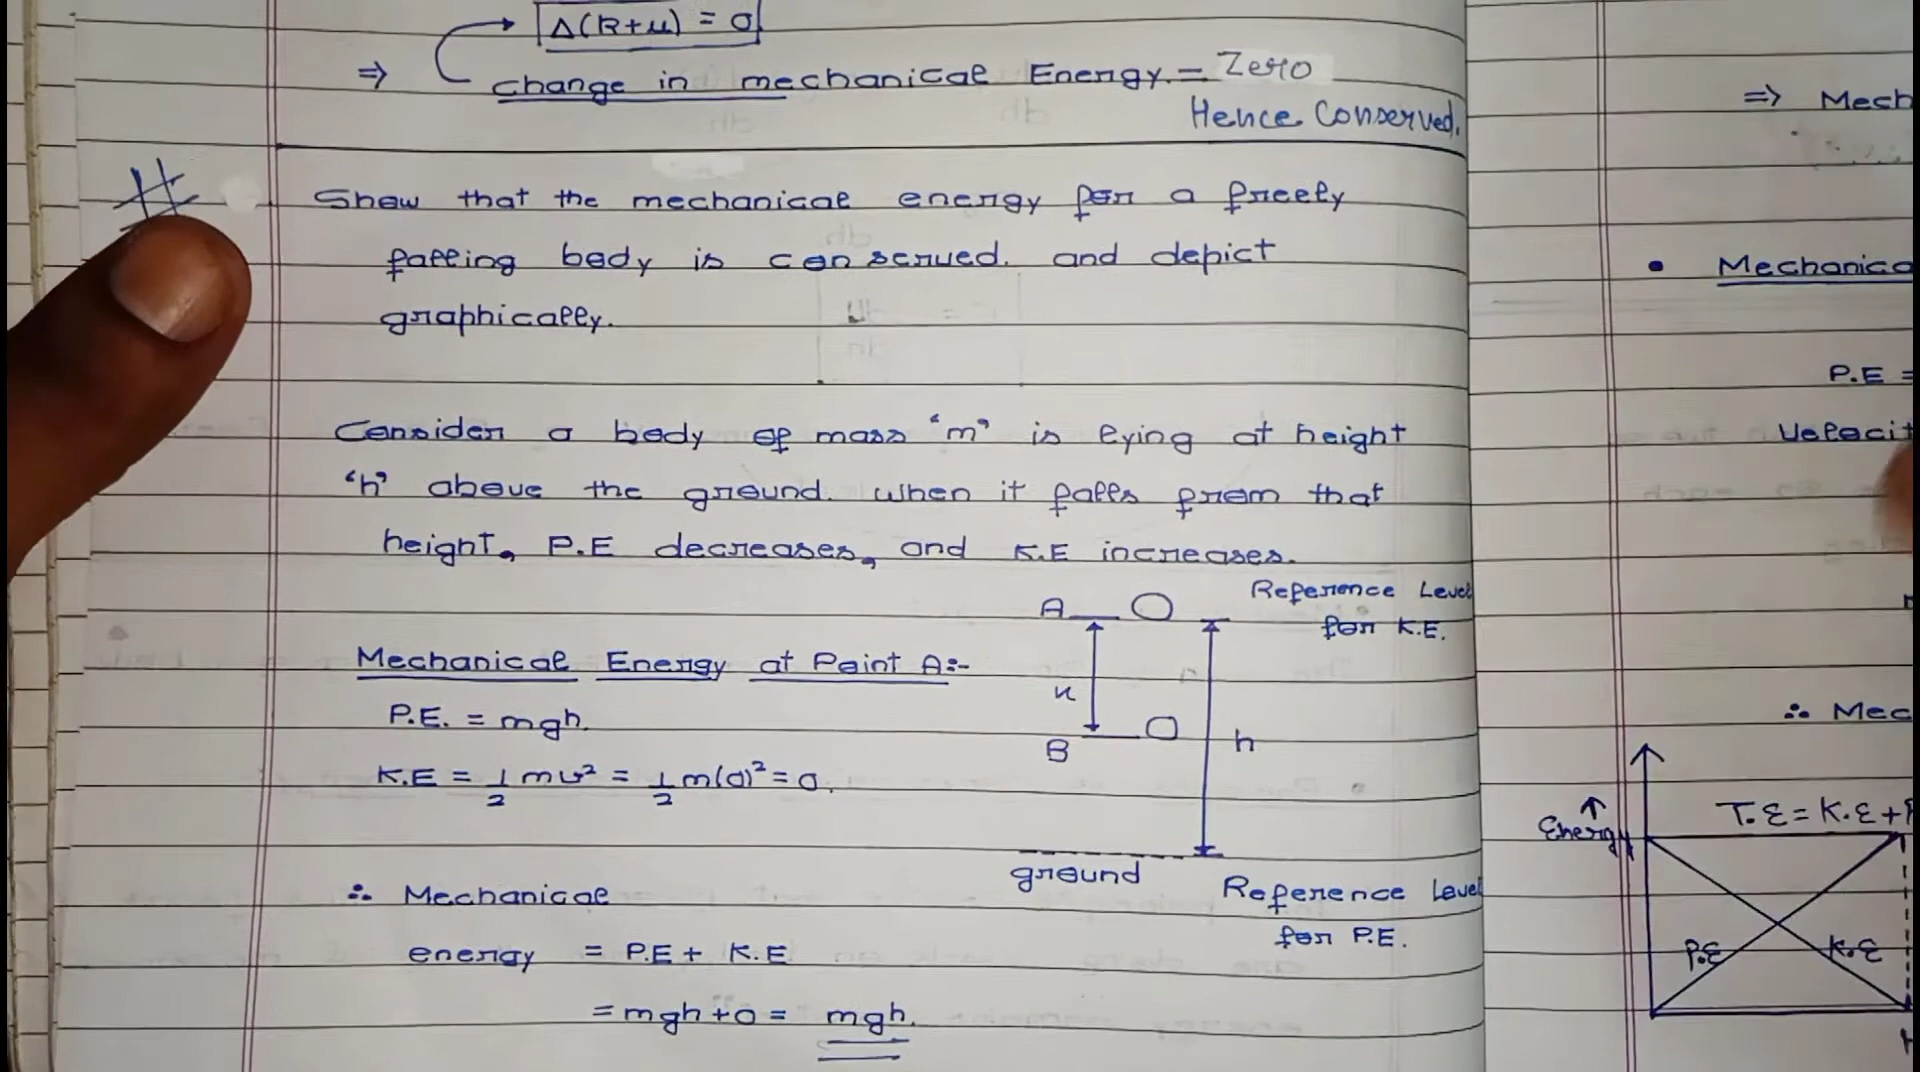 Δ(K+u) = 0
⇒ change in mechanical Energy. = Zero
Hence Conserved.
Show that the mechanical energy for a freely
falling body is conserved. and depict
graphically.
Consider a body of mass 'm' is lying at height
'h' above the ground. when it falls from that
height, P.E decreases, and K.E increases.
A
Reference Level
for K.E.
Mechanical Energy at Point A:-
x
P.E. = mgh.
B
h
K.E = 1/2 mv² = 1/2 m(0)² = 0.
ground
Reference Level
for P.E.
∴ Mechanical
energy = P.E + K.E
= mgh + 0 = mgh.
⇒ Mech
• Mechanica
P.E =
Velocit
∴ Mec
↑
Energy
T.E = K.E +
P.E
K.E